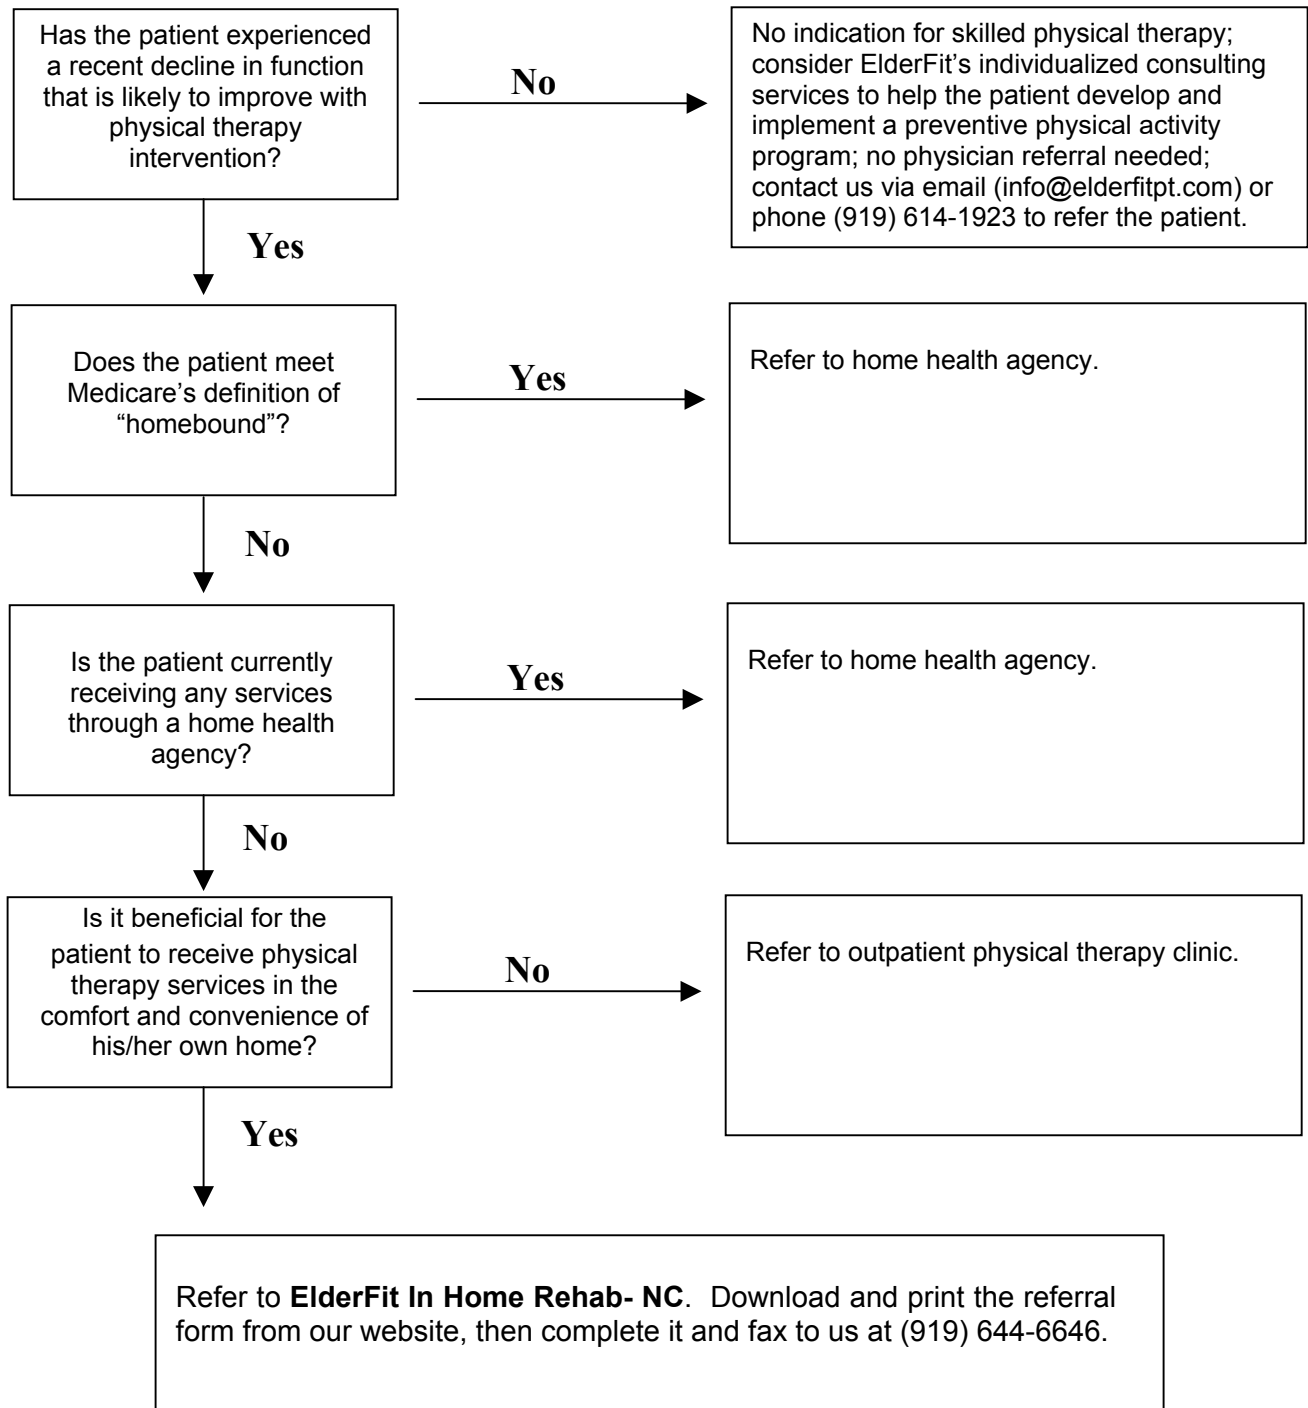 Has the patient experienced
a recent decline in function
that is likely to improve with
physical therapy
intervention?
No
No indication for skilled physical therapy;
consider ElderFit’s individualized consulting
services to help the patient develop and
implement a preventive physical activity
program; no physician referral needed;
contact us via email (info@elderfitpt.com) or
phone (919) 614-1923 to refer the patient.
Yes
Does the patient meet
Medicare’s definition of
“homebound”?
Yes
Refer to home health agency.
No
Is the patient currently
receiving any services
through a home health
agency?
Yes
Refer to home health agency.
No
Is it beneficial for the
patient to receive physical
therapy services in the
comfort and convenience of
his/her own home?
No
Refer to outpatient physical therapy clinic.
Yes
Refer to ElderFit In Home Rehab- NC. Download and print the referral
form from our website, then complete it and fax to us at (919) 644-6646.